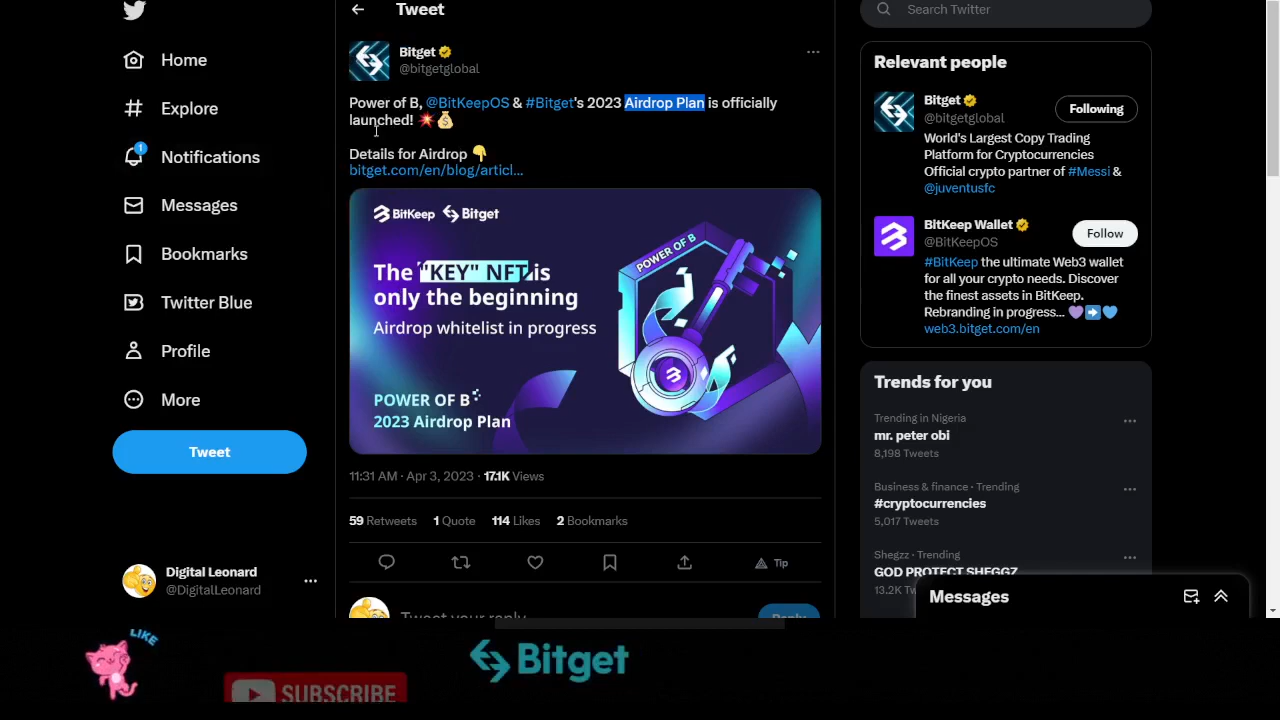 Home
Explore
1
Notifications
Messages
Bookmarks
Twitter Blue
Profile
More
Tweet
Digital Leonard
@DigitalLeonard
Tweet
Bitget
@bitgetglobal
Power of B, @BitKeepOS & #Bitget's 2023 Airdrop Plan is officially
launched! 💥💰
Details for Airdrop 👇
bitget.com/en/blog/articl...
BitKeep Bitget
POWER OF B
The "KEY" NFT is
only the beginning
Airdrop whitelist in progress
POWER OF B
2023 Airdrop Plan
11:31 AM · Apr 3, 2023 · 17.1K Views
59 Retweets 1 Quote 114 Likes 2 Bookmarks
Tip
Tweet your reply
Reply
Search Twitter
Relevant people
Bitget
@bitgetglobal
Following
World's Largest Copy Trading
Platform for Cryptocurrencies
Official crypto partner of #Messi &
@juventusfc
BitKeep Wallet
@BitKeepOS
Follow
#BitKeep the ultimate Web3 wallet
for all your crypto needs. Discover
the finest assets in BitKeep.
Rebranding in progress... 💜➡️💙
web3.bitget.com/en
Trends for you
Trending in Nigeria
mr. peter obi
8,198 Tweets
Business & finance · Trending
#cryptocurrencies
5,017 Tweets
Shegzz · Trending
GOD PROTECT SHEGGZ
13.2K Tw
Messages
LIKE
SUBSCRIBE
Bitget